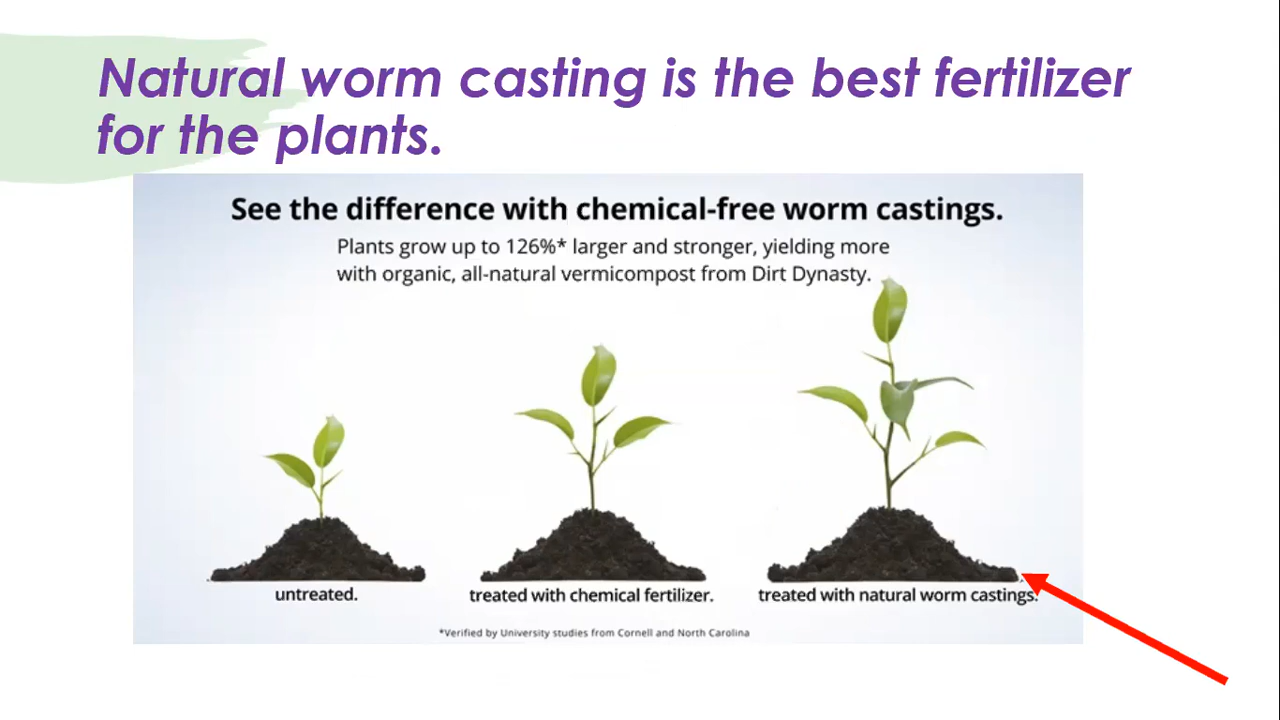 Natural worm casting is the best fertilizer
for the plants.
See the difference with chemical-free worm castings.
Plants grow up to 126%* larger and stronger, yielding more
with organic, all-natural vermicompost from Dirt Dynasty.
untreated.
treated with chemical fertilizer.
treated with natural worm castings.
*Verified by University studies from Cornell and North Carolina